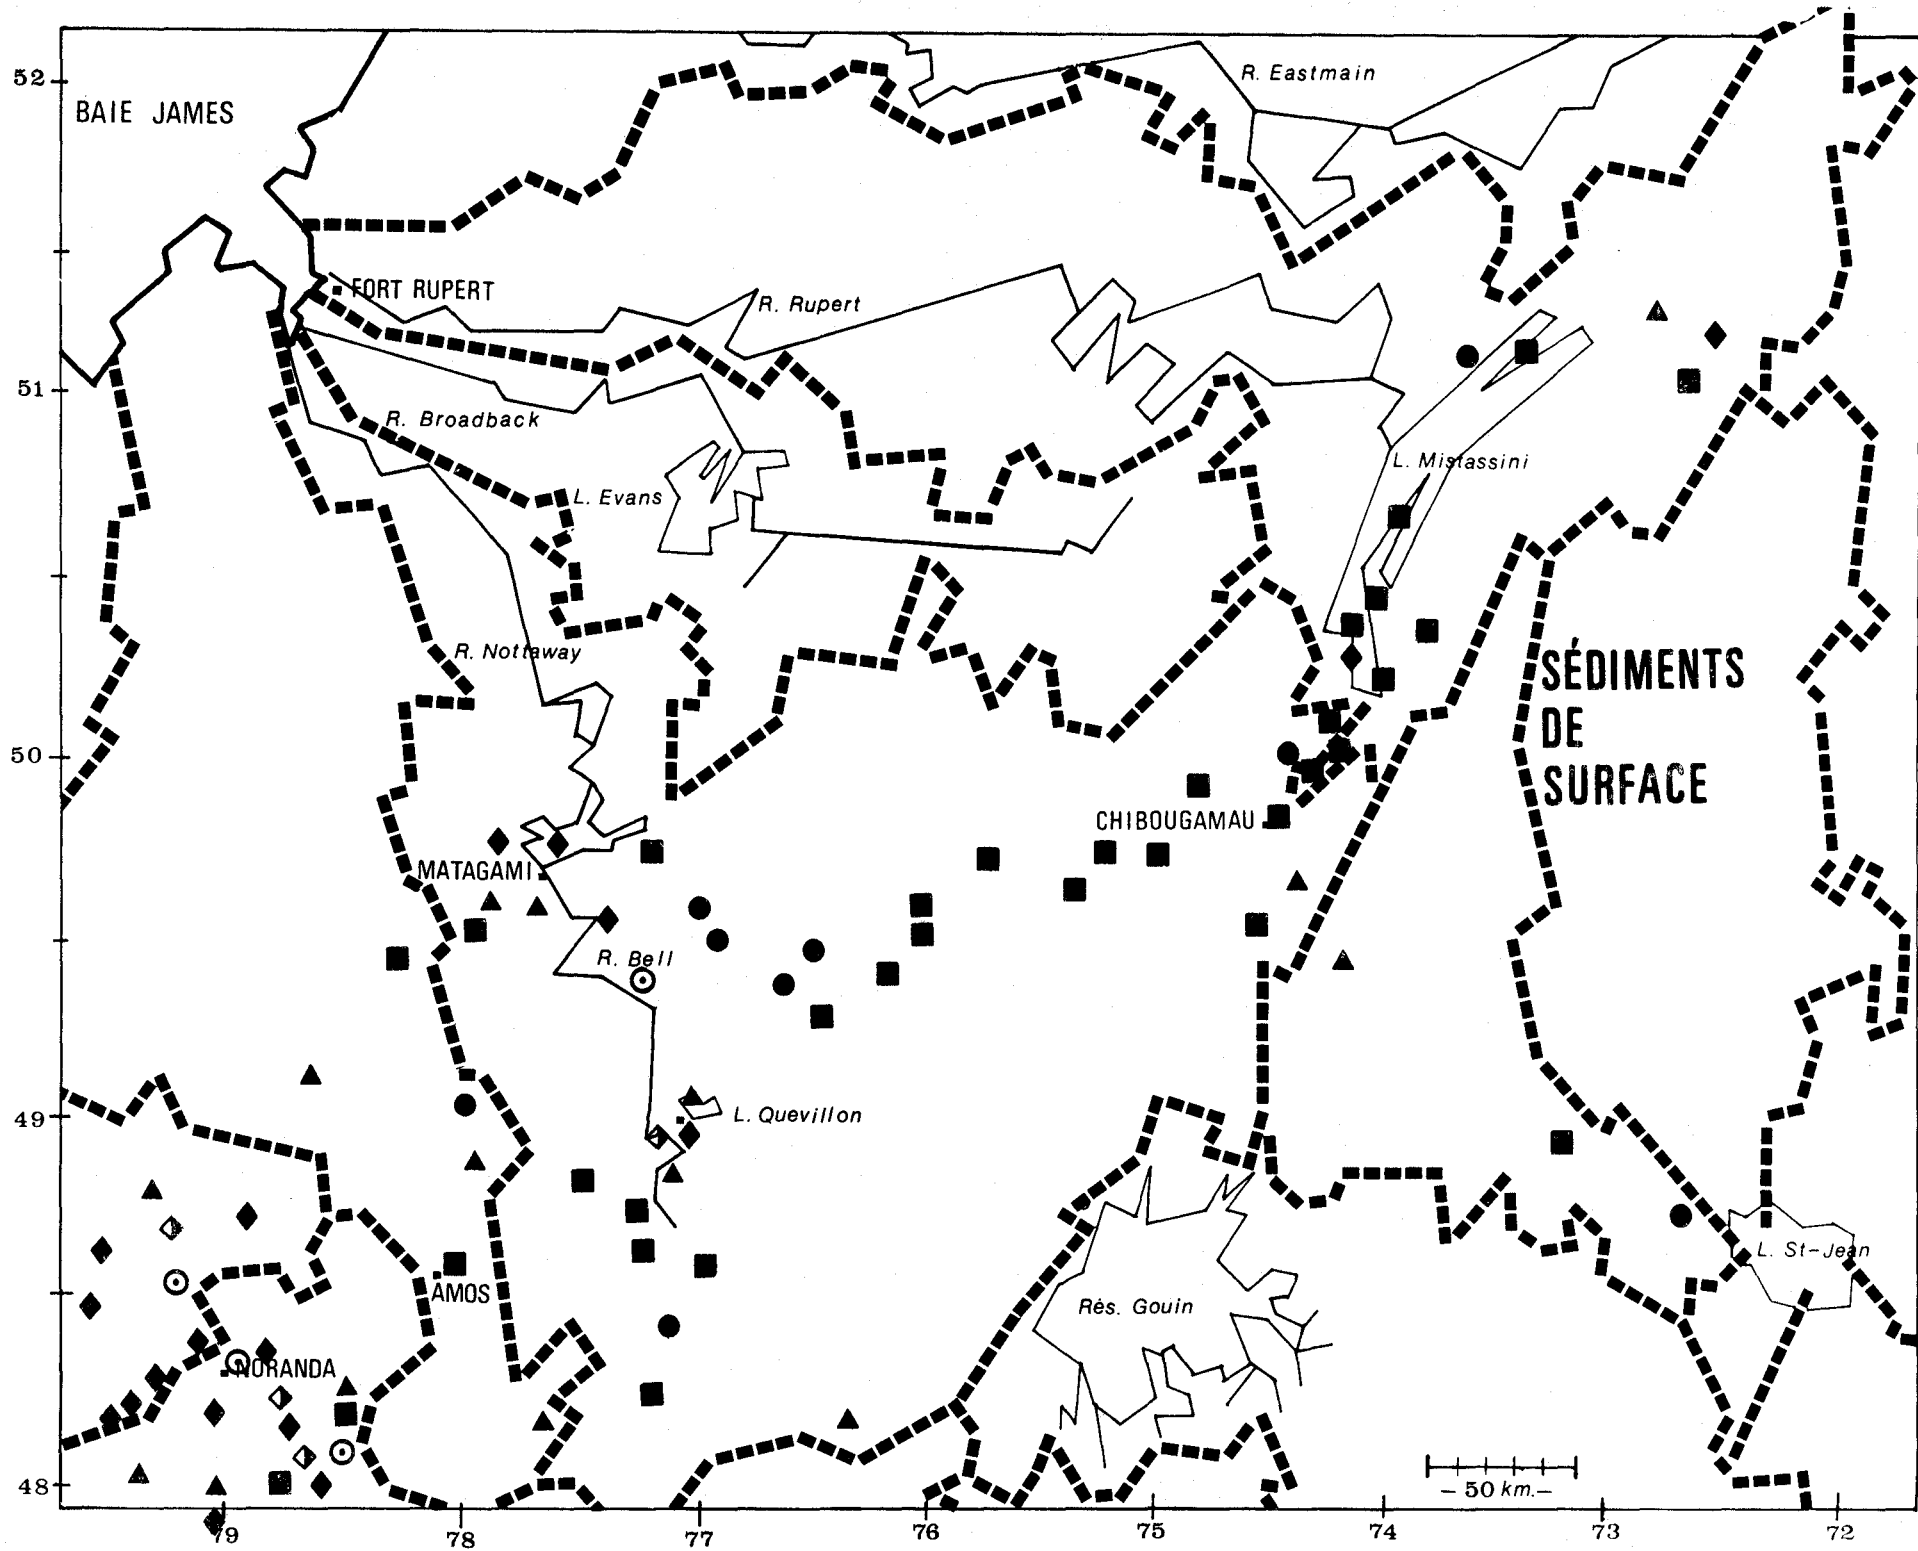 52
BAIE JAMES
R. Eastmain
FORT RUPERT
R. Rupert
51
R. Broadback
L. Mistassini
L. Evans
R. Nottaway
SÉDIMENTS
DE
SURFACE
50
CHIBOUGAMAU
MATAGAMI
R. Bell
49
L. Quevillon
L. St-Jean
AMOS
Rés. Gouin
NORANDA
48
- 50 km. -
79
78
77
76
75
74
73
72